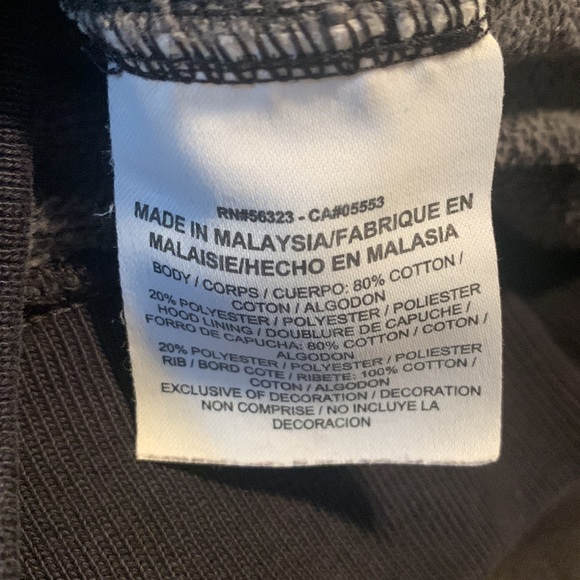 RN#56323 - CA#05553
MADE IN MALAYSIA/FABRIQUE EN
MALAISIE/HECHO EN MALASIA
BODY / CORPS / CUERPO: 80% COTTON /
COTON / ALGODON
20% POLYESTER / POLYESTER / POLIESTER
HOOD LINING / DOUBLURE DE CAPUCHE /
FORRO DE CAPUCHA: 80% COTTON / COTON /
ALGODON
20% POLYESTER / POLYESTER / POLIESTER
RIB / BORD COTE / RIBETE: 100% COTTON /
COTON / ALGODON
EXCLUSIVE OF DECORATION / DECORATION
NON COMPRISE / NO INCLUYE LA
DECORACION